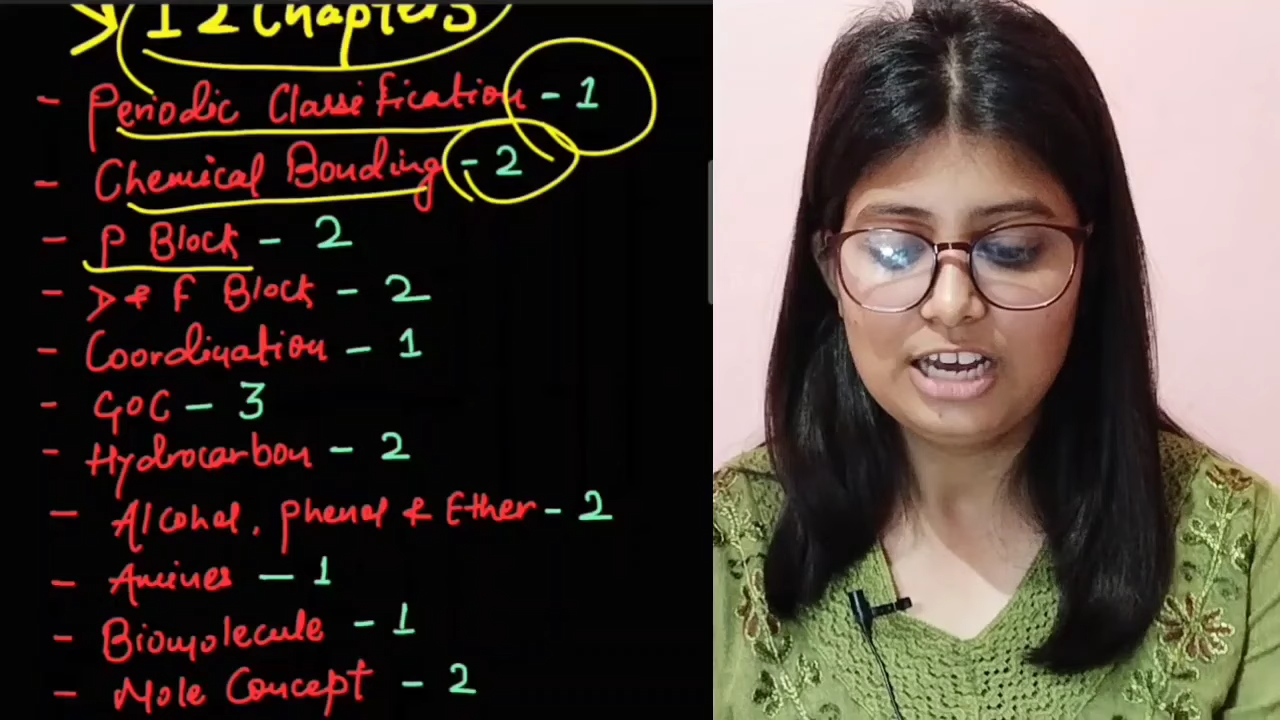 12 Chapters
- Periodic Classification - 1
- Chemical Bonding - 2
- P Block - 2
- D & F Block - 2
- Coordination - 1
- GOC - 3
- Hydrocarbon - 2
- Alcohol, Phenol & Ether - 2
- Amines - 1
- Biomolecule - 1
- Mole Concept - 2